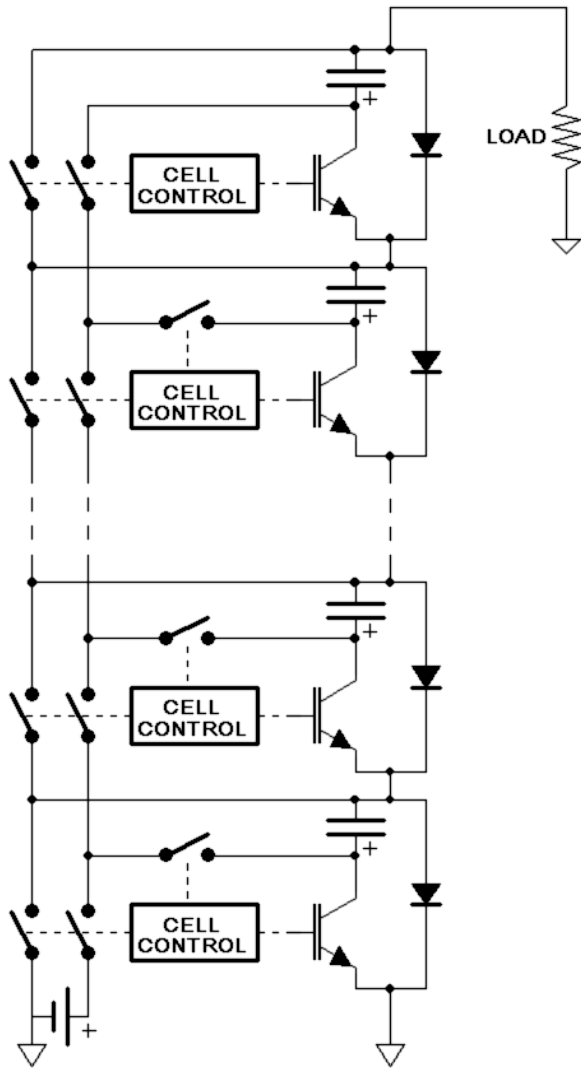 +
LOAD
CELL
CONTROL
+
CELL
CONTROL
+
CELL
CONTROL
+
CELL
CONTROL
+